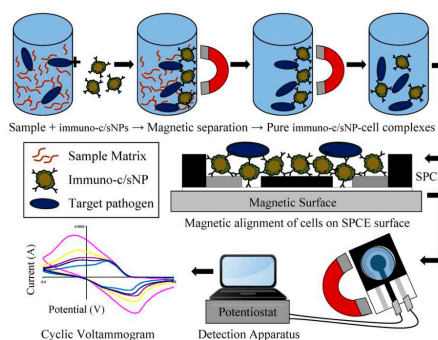 +
Sample + immuno-c/sNPs → Magnetic separation → Pure immuno-c/sNP-cell complexes
Sample Matrix
Immuno-c/sNP
Target pathogen
SPC
Magnetic Surface
Magnetic alignment of cells on SPCE surface
Current (A)
Potential (V)
Cyclic Voltammogram
Potentiostat
Detection Apparatus